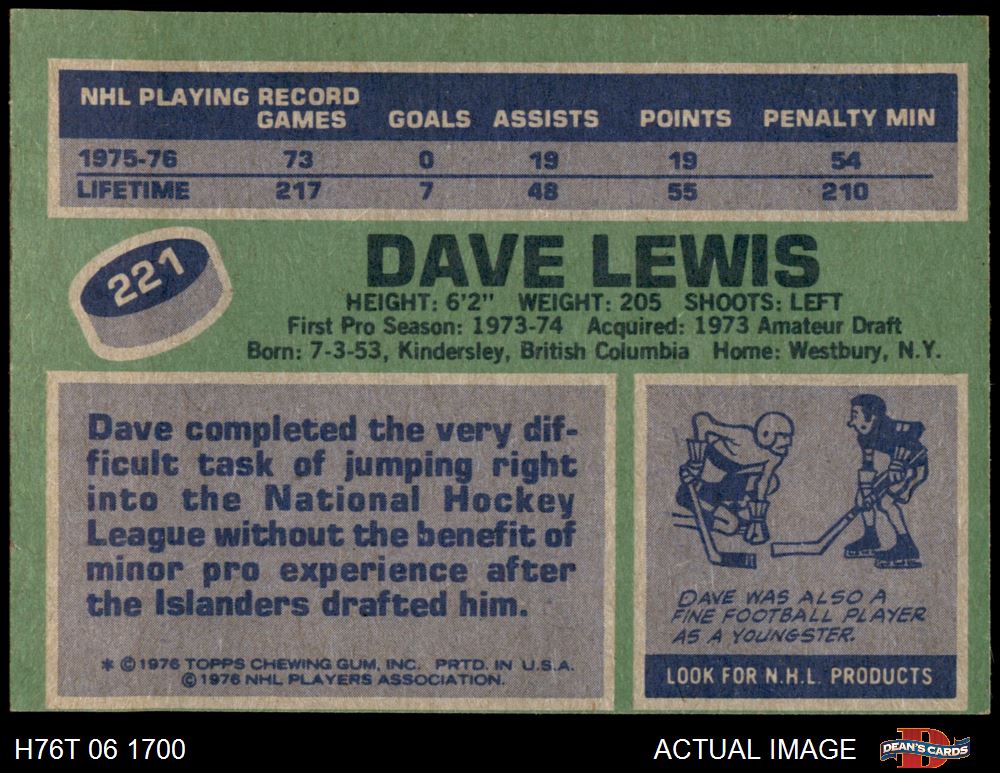 NHL PLAYING RECORD
GAMES GOALS ASSISTS POINTS PENALTY MIN
1975-76 73 0 19 19 54
LIFETIME 217 7 48 55 210
221
DAVE LEWIS
HEIGHT: 6'2" WEIGHT: 205 SHOOTS: LEFT
First Pro Season: 1973-74 Acquired: 1973 Amateur Draft
Born: 7-3-53, Kindersley, British Columbia Home: Westbury, N.Y.
Dave completed the very dif-
ficult task of jumping right
into the National Hockey
League without the benefit of
minor pro experience after
the Islanders drafted him.
* © 1976 TOPPS CHEWING GUM, INC. PRTD. IN U.S.A.
© 1976 NHL PLAYERS ASSOCIATION.
DAVE WAS ALSO A
FINE FOOTBALL PLAYER
AS A YOUNGSTER.
LOOK FOR N.H.L. PRODUCTS
H76T 06 1700
ACTUAL IMAGE
D
DEAN'S CARDS